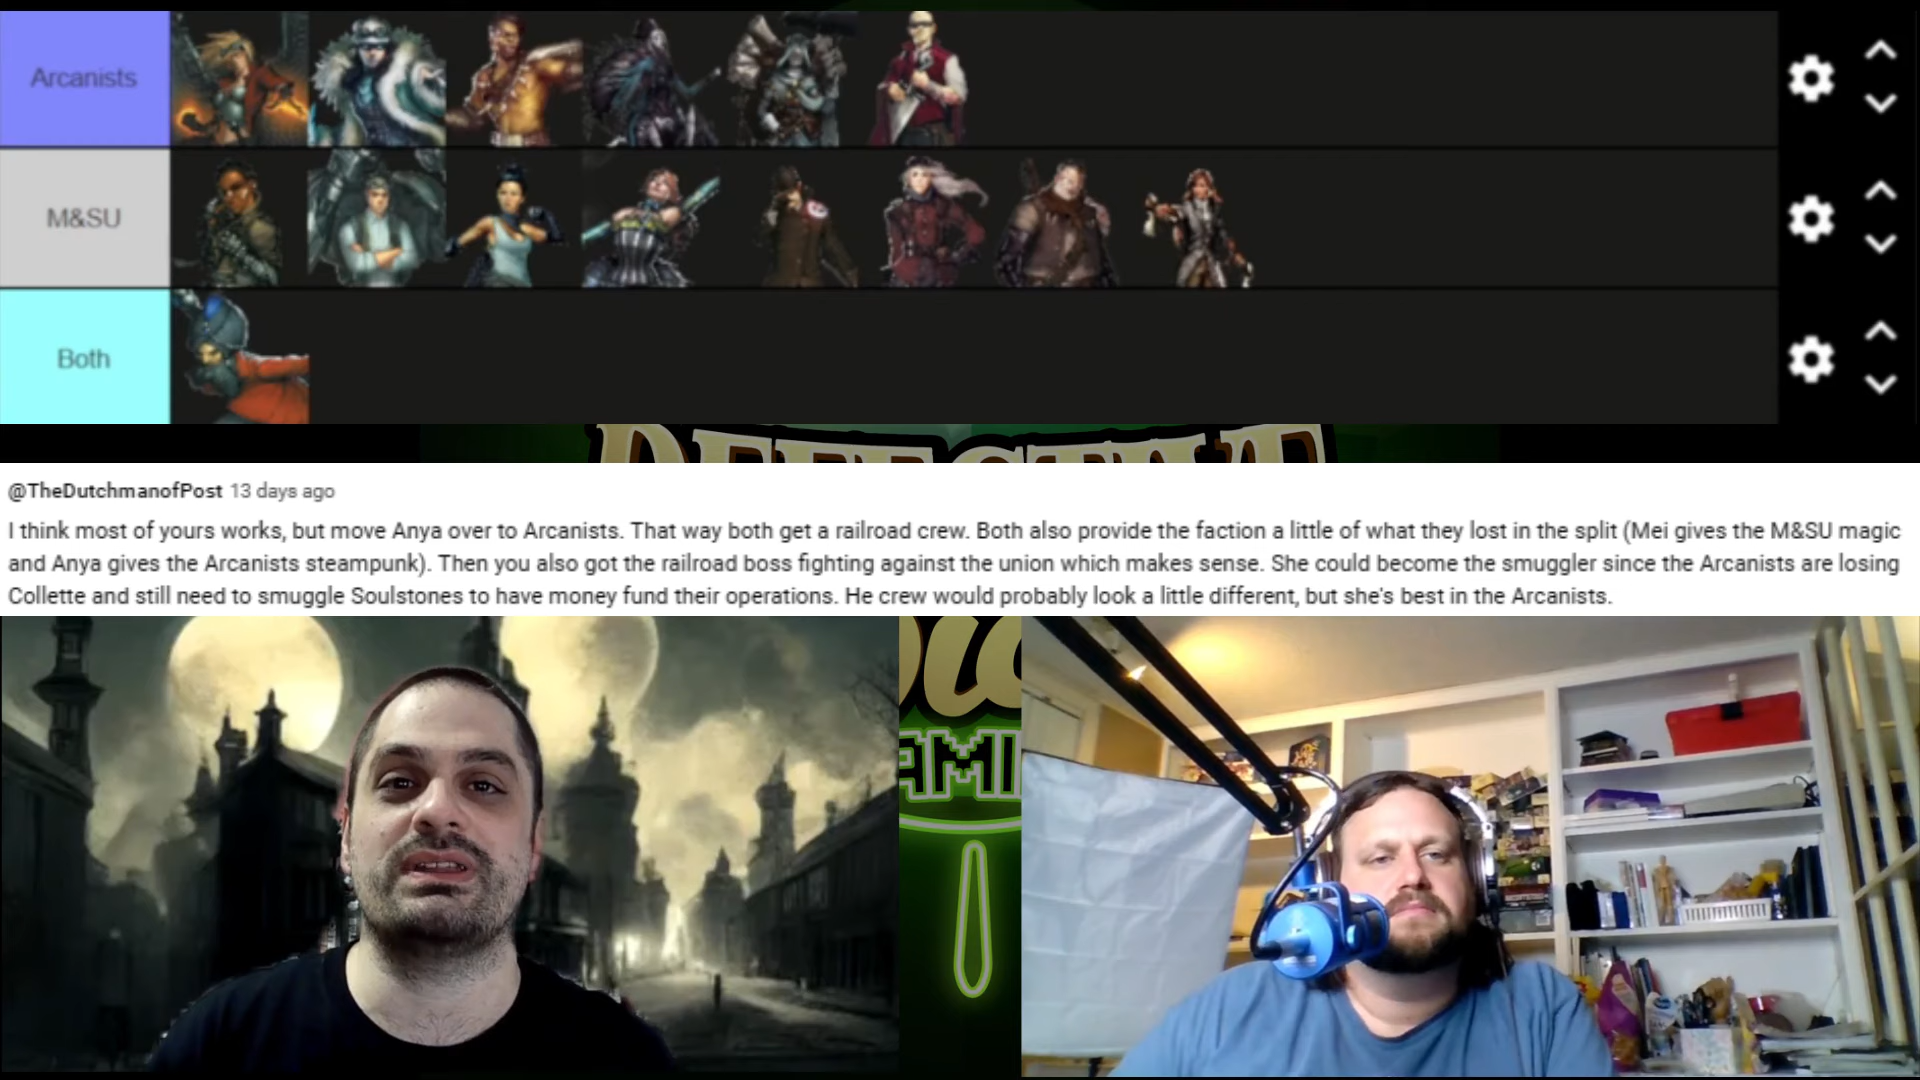 Arcanists
M&SU
Both
DEFECTIVE
@TheDutchmanofPost 13 days ago
I think most of yours works, but move Anya over to Arcanists. That way both get a railroad crew. Both also provide the faction a little of what they lost in the split (Mei gives the M&SU magic
and Anya gives the Arcanists steampunk). Then you also got the railroad boss fighting against the union which makes sense. She could become the smuggler since the Arcanists are losing
Collette and still need to smuggle Soulstones to have money fund their operations. He crew would probably look a little different, but she's best in the Arcanists.